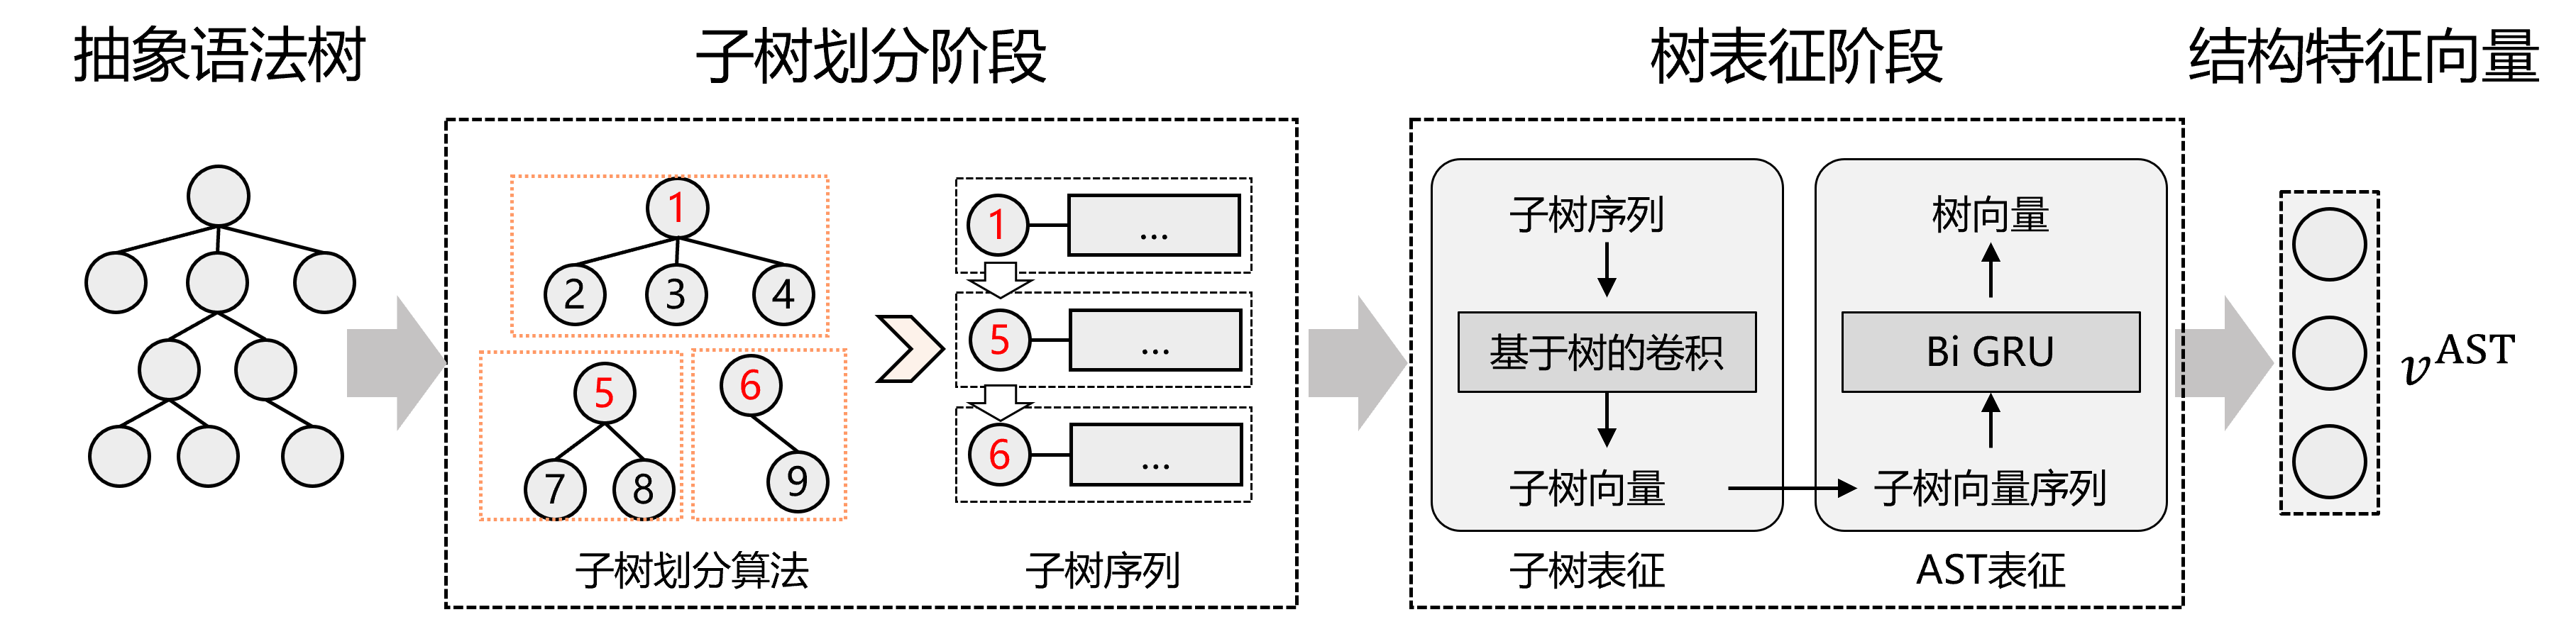 抽象语法树
子树划分阶段
树表征阶段
结构特征向量
1
2 3 4
5
7 8
6
9
子树划分算法
1 ...
5 ...
6 ...
子树序列
子树序列
基于树的卷积
子树向量
子树表征
树向量
Bi GRU
子树向量序列
AST表征
v^AST